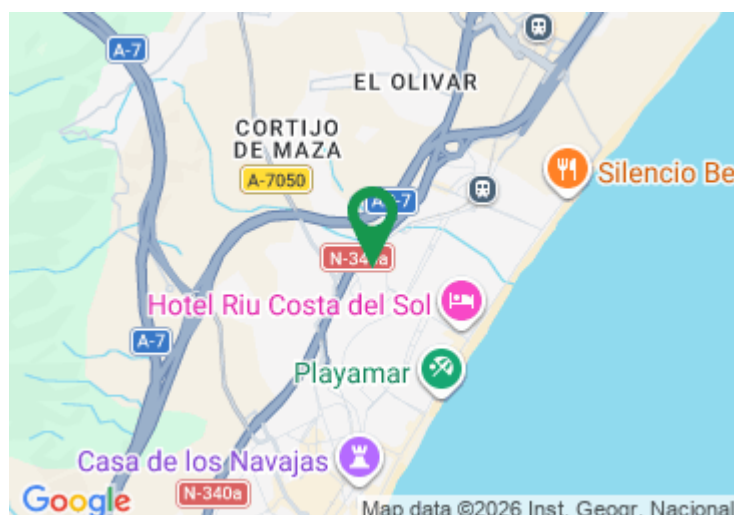 A-7
EL OLIVAR
CORTIJO
DE MAZA
A-7050
Silencio Be
N-340a
Hotel Riu Costa del Sol
A-7
Playamar
Casa de los Navajas
N-340a
Google
Map data ©2026 Inst. Geogr. Nacional